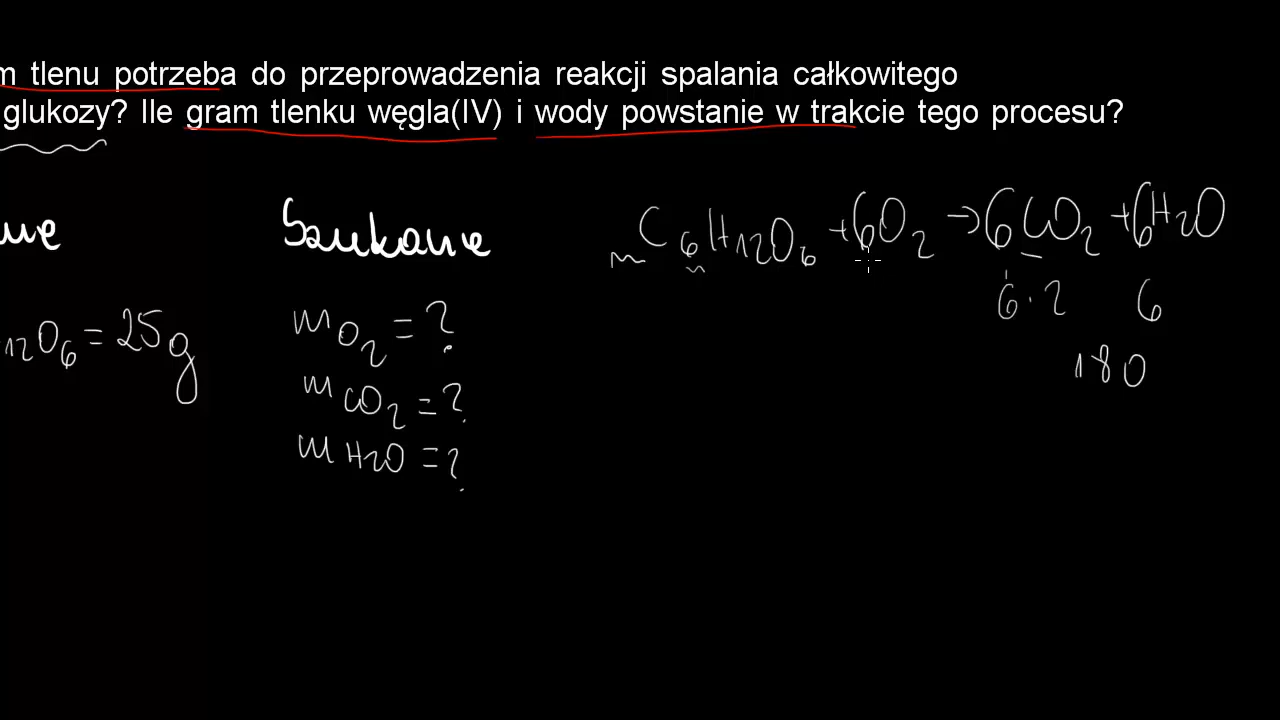 m tlenu potrzeba do przeprowadzenia reakcji spalania całkowitego
glukozy? Ile gram tlenku węgla(IV) i wody powstanie w trakcie tego procesu?
ne
Szukane
C6H12O6 + 6O2 → 6CO2 + 6H2O
6·2 6
180
12O6 = 25g
mO2 = ?
mCO2 = ?
mH2O = ?